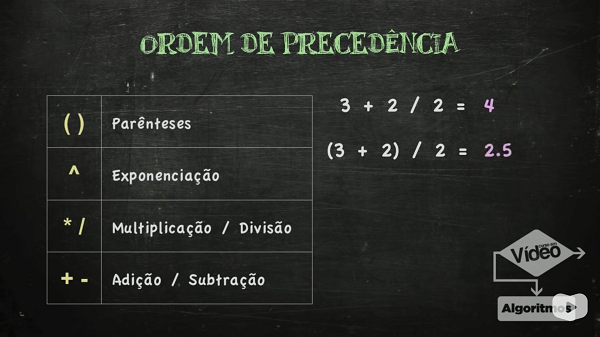 ORDEM DE PRECEDÊNCIA
( ) Parênteses
^ Exponenciação
* / Multiplicação / Divisão
+ - Adição / Subtração
3 + 2 / 2 = 4
(3 + 2) / 2 = 2.5
Vídeo
Algoritmos